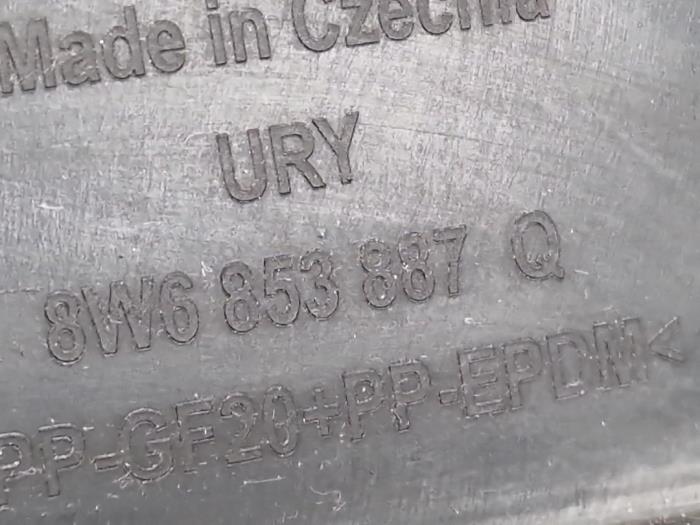 Made in Czechia
URY
8W6 853 887 Q
PP-GF20+PP-EPDM<